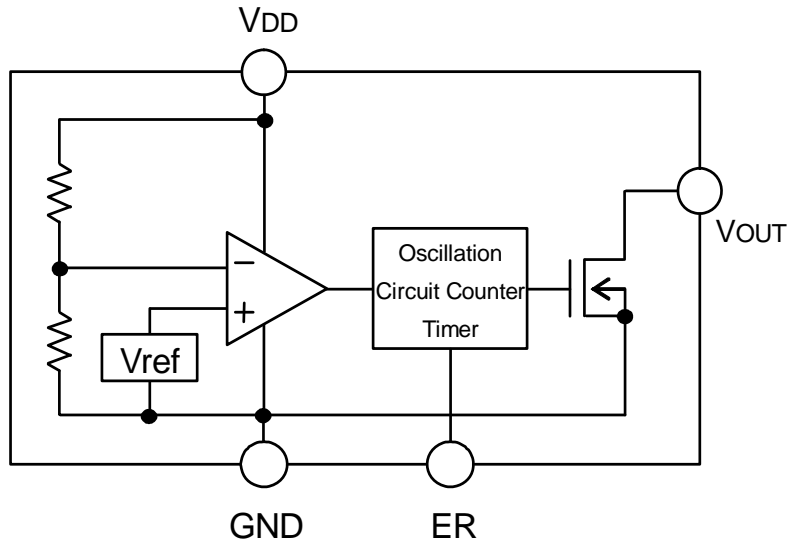 VDD
VOUT
Oscillation
Circuit Counter
Timer
−
+
Vref
GND
ER